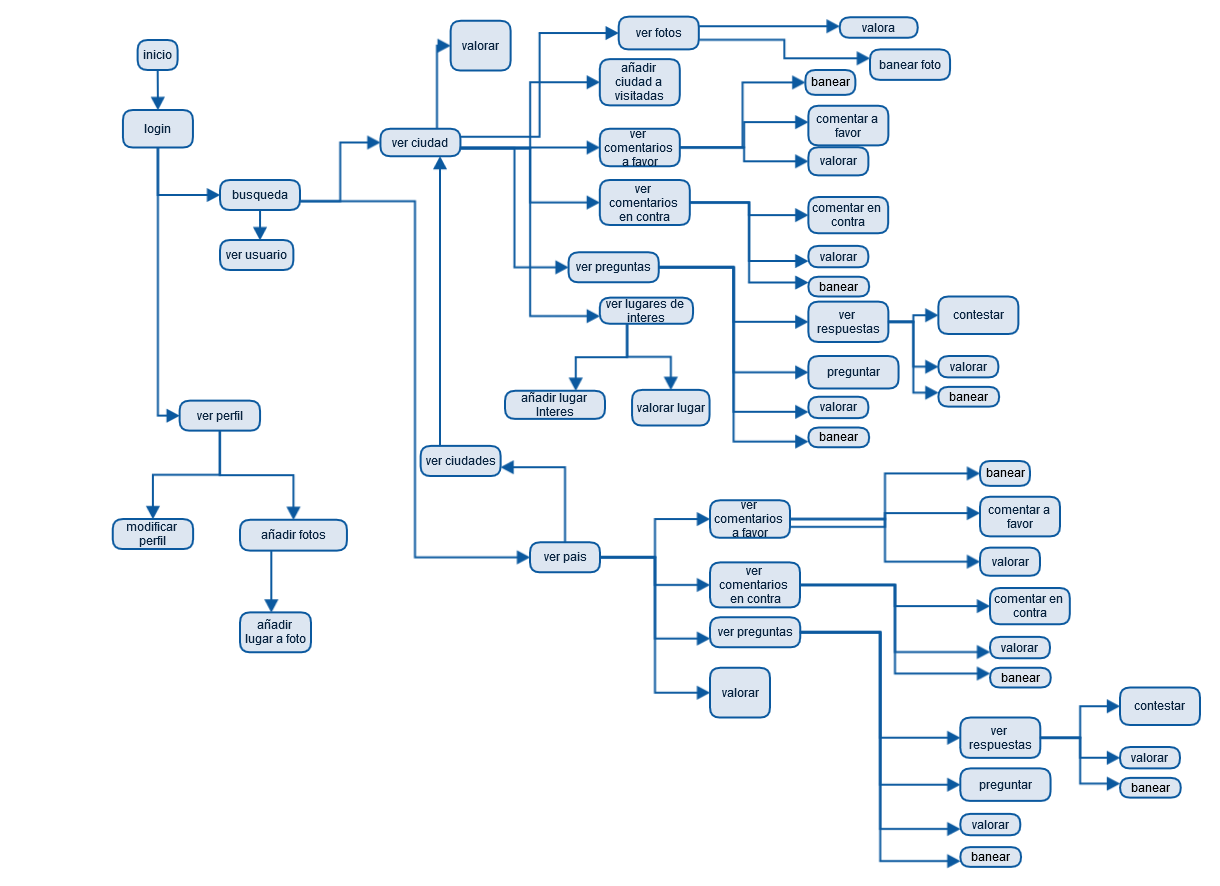 inicio
login
busqueda
ver usuario
ver perfil
modificar
perfil
añadir fotos
añadir
lugar a foto
valorar
ver ciudad
ver fotos
valora
banear foto
añadir
ciudad a
visitadas
ver
comentarios
a favor
banear
comentar a
favor
valorar
ver
comentarios
en contra
comentar en
contra
valorar
banear
ver preguntas
ver lugares de
interes
añadir lugar
Interes
valorar lugar
ver
respuestas
contestar
valorar
banear
preguntar
valorar
banear
ver ciudades
ver pais
ver
comentarios
a favor
banear
comentar a
favor
valorar
ver
comentarios
en contra
comentar en
contra
valorar
banear
ver preguntas
valorar
ver
respuestas
contestar
valorar
banear
preguntar
valorar
banear